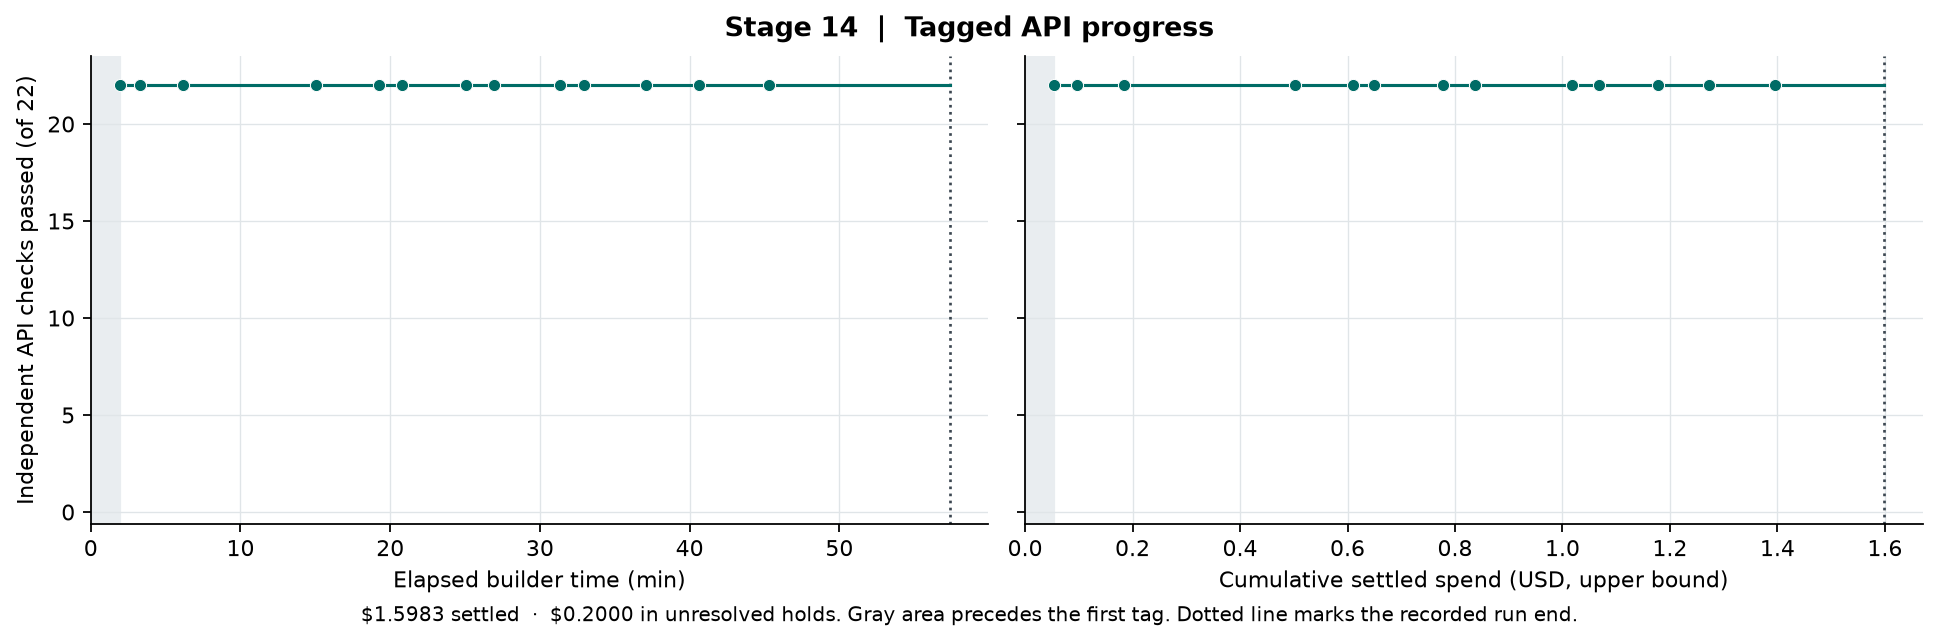 Stage 14 | Tagged API progress
Independent API checks passed (of 22)
20
15
10
5
0
0 10 20 30 40 50
Elapsed builder time (min)
0.0 0.2 0.4 0.6 0.8 1.0 1.2 1.4 1.6
Cumulative settled spend (USD, upper bound)
$1.5983 settled · $0.2000 in unresolved holds. Gray area precedes the first tag. Dotted line marks the recorded run end.